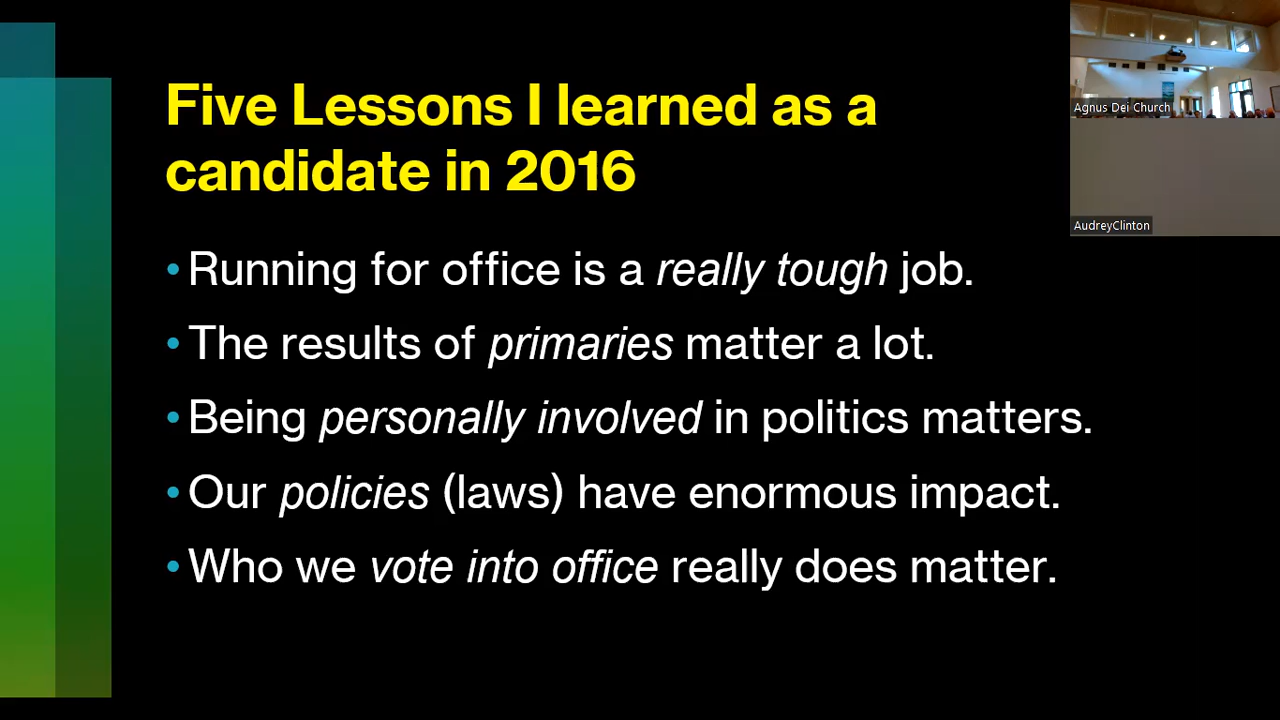 Five Lessons I learned as a
candidate in 2016
Agnus Dei Church
AudreyClinton
•Running for office is a really tough job.
•The results of primaries matter a lot.
•Being personally involved in politics matters.
•Our policies (laws) have enormous impact.
•Who we vote into office really does matter.